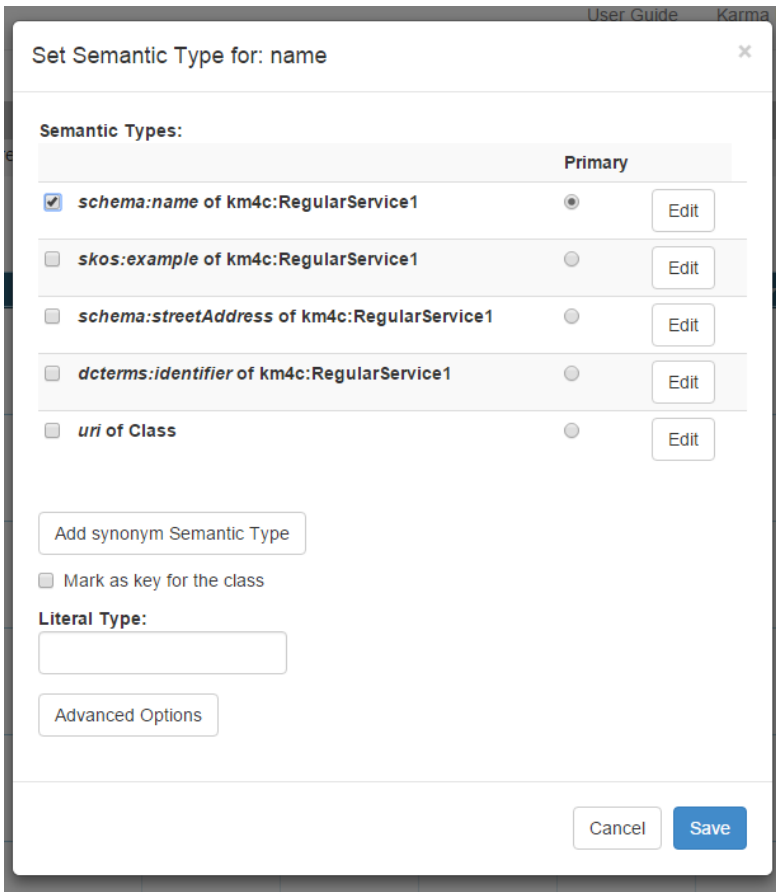 User Guide Karma
Set Semantic Type for: name ×
Semantic Types:
Primary
schema:name of km4c:RegularService1 Edit
skos:example of km4c:RegularService1 Edit
schema:streetAddress of km4c:RegularService1 Edit
dcterms:identifier of km4c:RegularService1 Edit
uri of Class Edit
Add synonym Semantic Type
Mark as key for the class
Literal Type:
Advanced Options
Cancel Save